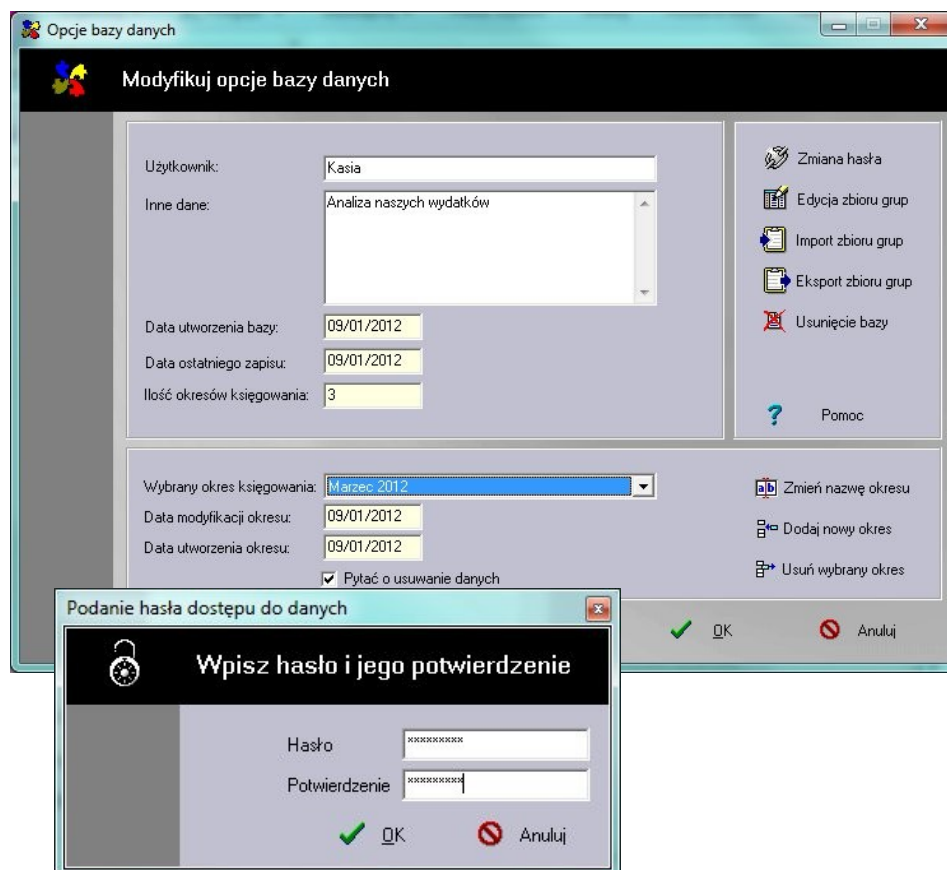 Opcje bazy danych
Modyfikuj opcje bazy danych
Użytkownik:
Kasia
Inne dane:
Analiza naszych wydatków
Data utworzenia bazy:
09/01/2012
Data ostatniego zapisu:
09/01/2012
Ilość okresów księgowania:
3
Zmiana hasła
Edycja zbioru grup
Import zbioru grup
Eksport zbioru grup
Usunięcie bazy
? Pomoc
Wybrany okres księgowania:
Marzec 2012
Data modyfikacji okresu:
09/01/2012
Data utworzenia okresu:
09/01/2012
Pytać o usuwanie danych
ab Zmień nazwę okresu
Dodaj nowy okres
Usuń wybrany okres
OK
Anuluj
Podanie hasła dostępu do danych
Wpisz hasło i jego potwierdzenie
Hasło
*********
Potwierdzenie
*********
OK
Anuluj